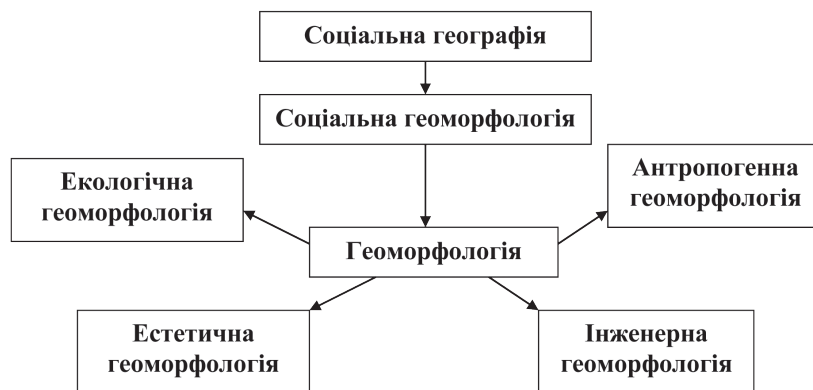 Соціальна географія
Соціальна геоморфологія
Екологічна
геоморфологія
Антропогенна
геоморфологія
Геоморфологія
Естетична
геоморфологія
Інженерна
геоморфологія